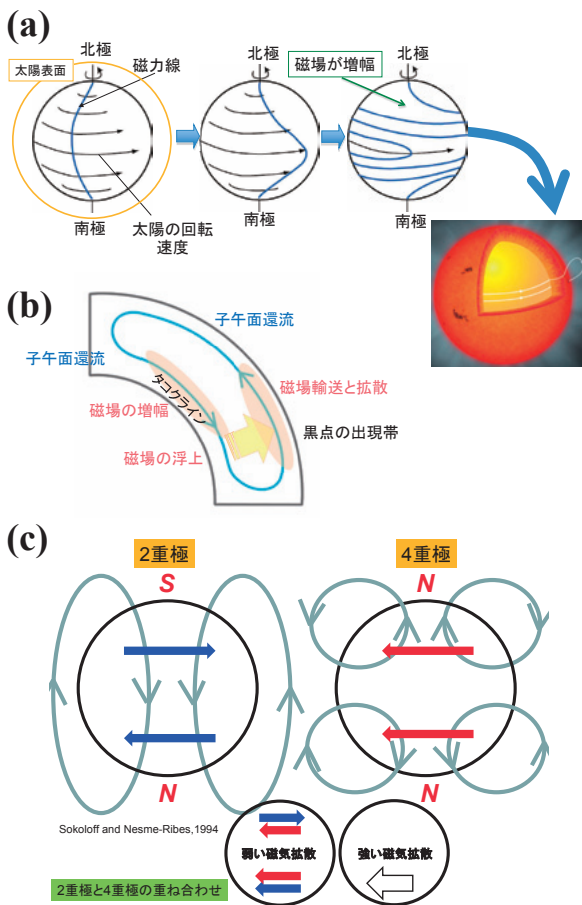 (a)
北極
北極
北極
太陽表面
磁力線
磁場が増幅
南極
南極
南極
太陽の回転
速度
(b)
子午面還流
子午面還流
タコクライン
磁場輸送と拡散
磁場の増幅
黒点の出現帯
磁場の浮上
(c)
2重極
4重極
S
N
N
N
Sokoloff and Nesme-Ribes,1994
弱い磁気拡散
強い磁気拡散
2重極と4重極の重ね合わせ